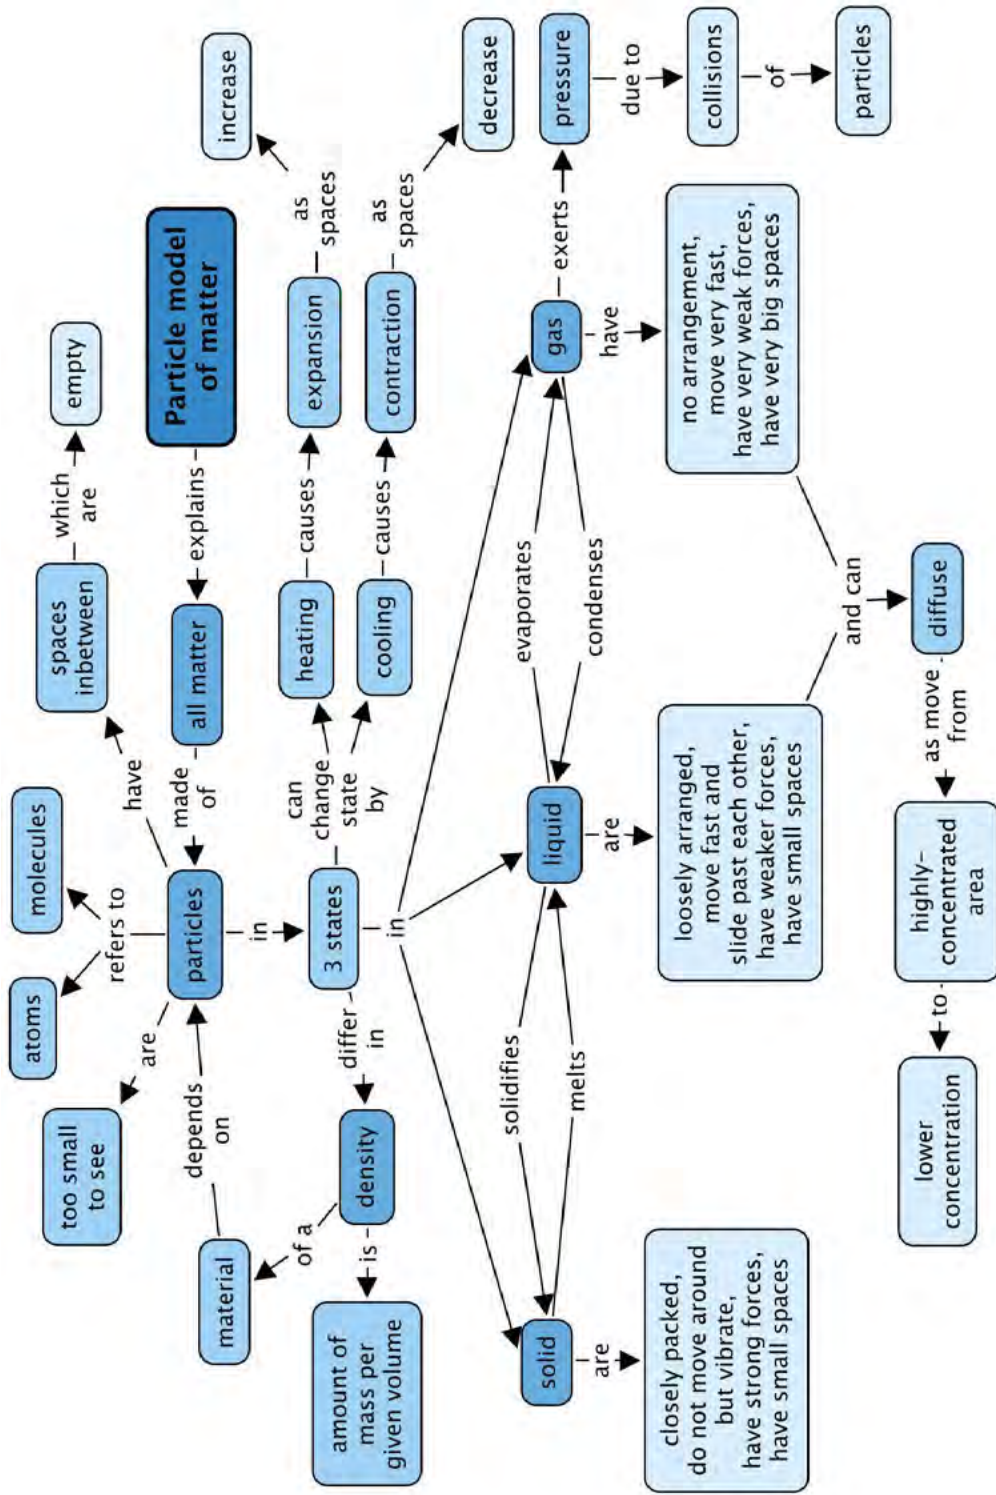 Particle model
of matter
explains
all matter
made
of
particles
refers to
atoms
molecules
are
too small
to see
have
spaces
inbetween
which
are
empty
in
3 states
can
change
state
by
heating
causes
expansion
as
spaces
increase
cooling
causes
contraction
as
spaces
decrease
differ
in
density
of a
material
depends
on
is
amount of
mass per
given volume
in
solid
liquid
gas
solidifies
melts
evaporates
condenses
are
closely packed,
do not move around
but vibrate,
have strong forces,
have small spaces
are
loosely arranged,
move fast and
slide past each other,
have weaker forces,
have small spaces
have
no arrangement,
move very fast,
have very weak forces,
have very big spaces
exerts
pressure
due to
collisions
of
particles
and can
diffuse
as move
from
highly–
concentrated
area
to
lower
concentration